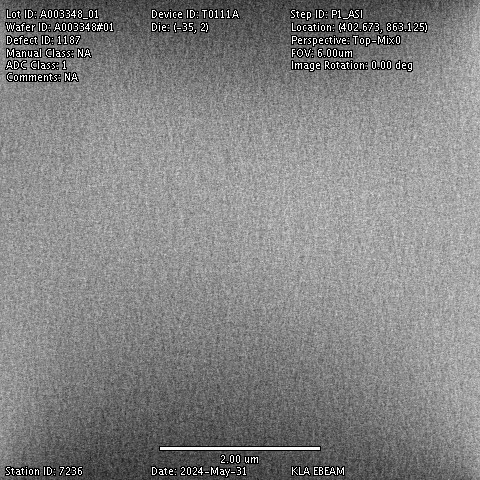 Lot ID: A003348_01 Device ID: T0111A Step ID: P1_ASI
Wafer ID: A003348#01 Die: (-35, 2) Location: (402.673, 863.125)
Defect ID: 1187 Perspective: Top-Mix0
Manual Class: NA FOV: 6.00um
ADC Class: 1 Image Rotation: 0.00 deg
Comments: NA
2.00 um
Station ID: 7236 Date: 2024-May-31 KLA EBEAM